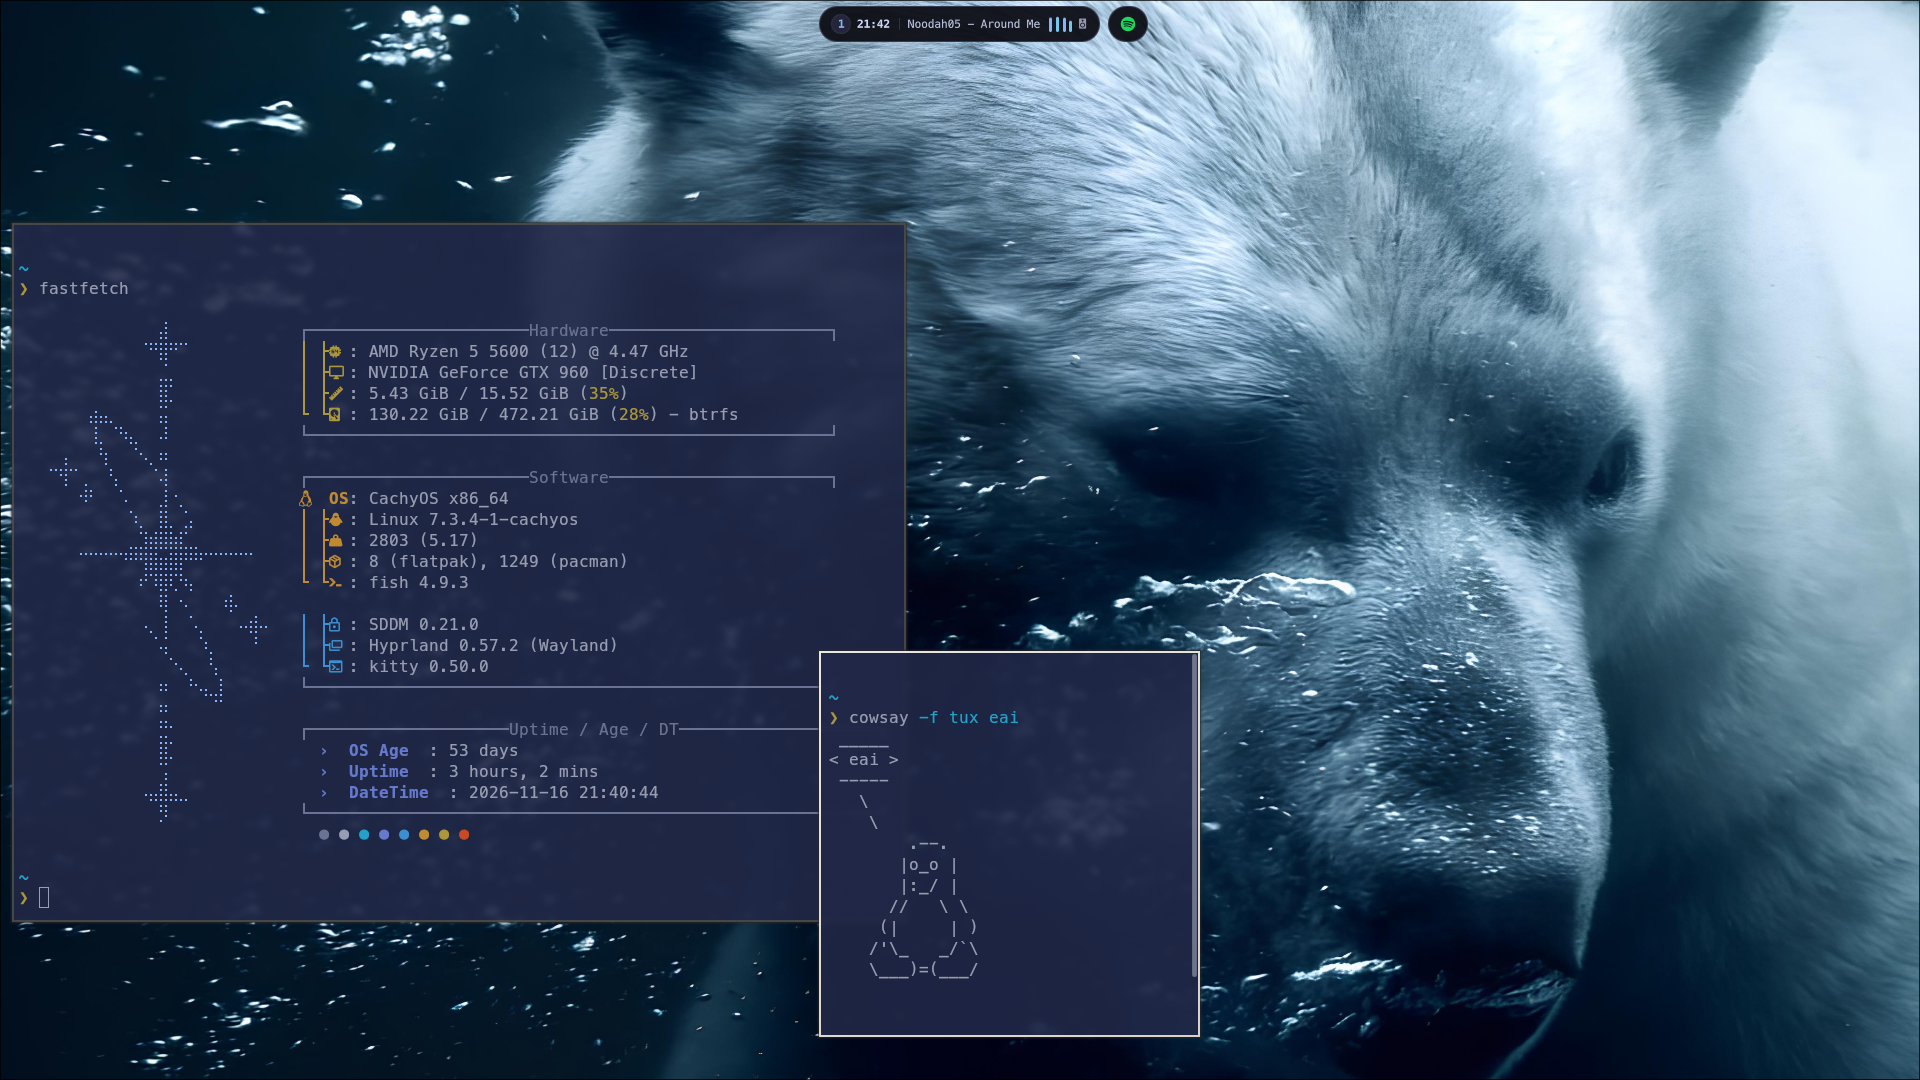 1 21:42 Noodah05 – Around Me
~
❯ fastfetch
Hardware
: AMD Ryzen 5 5600 (12) @ 4.47 GHz
: NVIDIA GeForce GTX 960 [Discrete]
: 5.43 GiB / 15.52 GiB (35%)
: 130.22 GiB / 472.21 GiB (28%) - btrfs
Software
OS: CachyOS x86_64
: Linux 7.3.4-1-cachyos
: 2803 (5.17)
: 8 (flatpak), 1249 (pacman)
: fish 4.9.3
: SDDM 0.21.0
: Hyprland 0.57.2 (Wayland)
: kitty 0.50.0
Uptime / Age / DT
› OS Age : 53 days
› Uptime : 3 hours, 2 mins
› DateTime : 2026-11-16 21:40:44
~
❯
~
❯ cowsay -f tux eai
 _____
< eai >
 -----
   \
    \
        .--.
       |o_o |
       |:_/ |
      //   \ \
     (|     | )
    /'\_   _/`\
    \___)=(___/